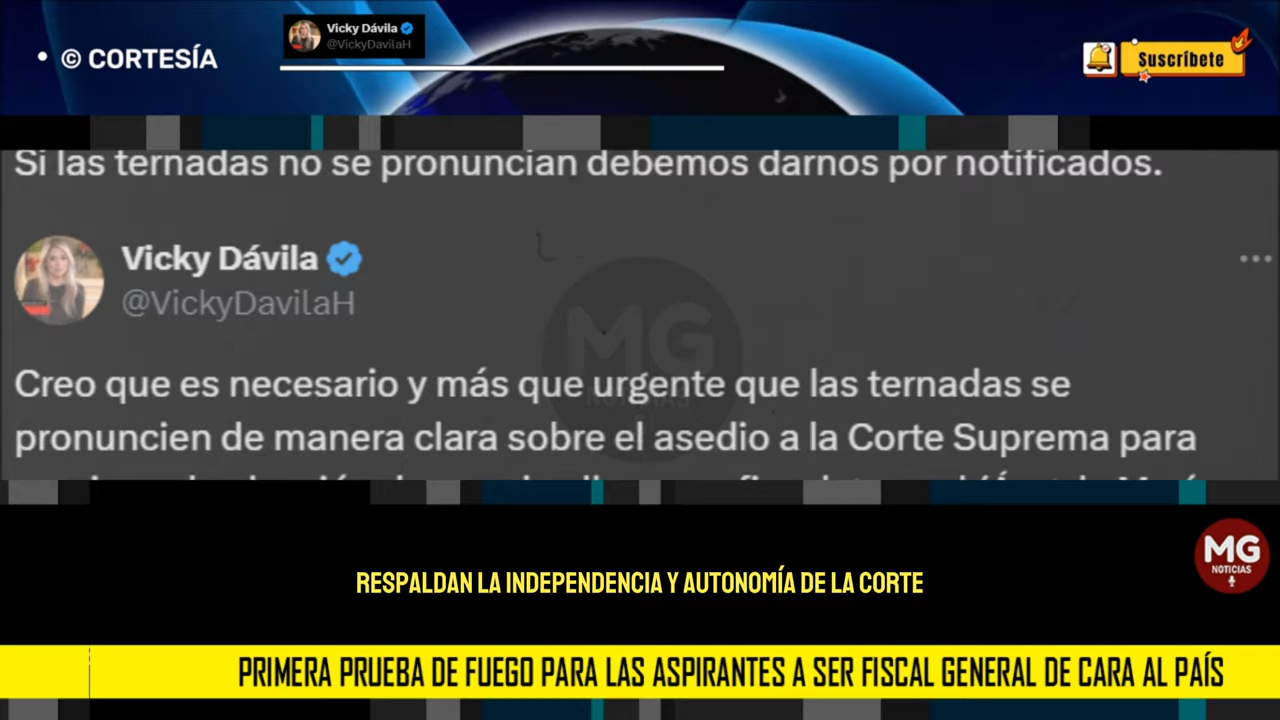 • © CORTESÍA
Vicky Dávila
@VickyDavilaH
Suscríbete
Si las ternadas no se pronuncian debemos darnos por notificados.
Vicky Dávila
@VickyDavilaH
MG
NOTICIAS
Creo que es necesario y más que urgente que las ternadas se
pronuncien de manera clara sobre el asedio a la Corte Suprema para
RESPALDAN LA INDEPENDENCIA Y AUTONOMÍA DE LA CORTE
MG
NOTICIAS
PRIMERA PRUEBA DE FUEGO PARA LAS ASPIRANTES A SER FISCAL GENERAL DE CARA AL PAÍS